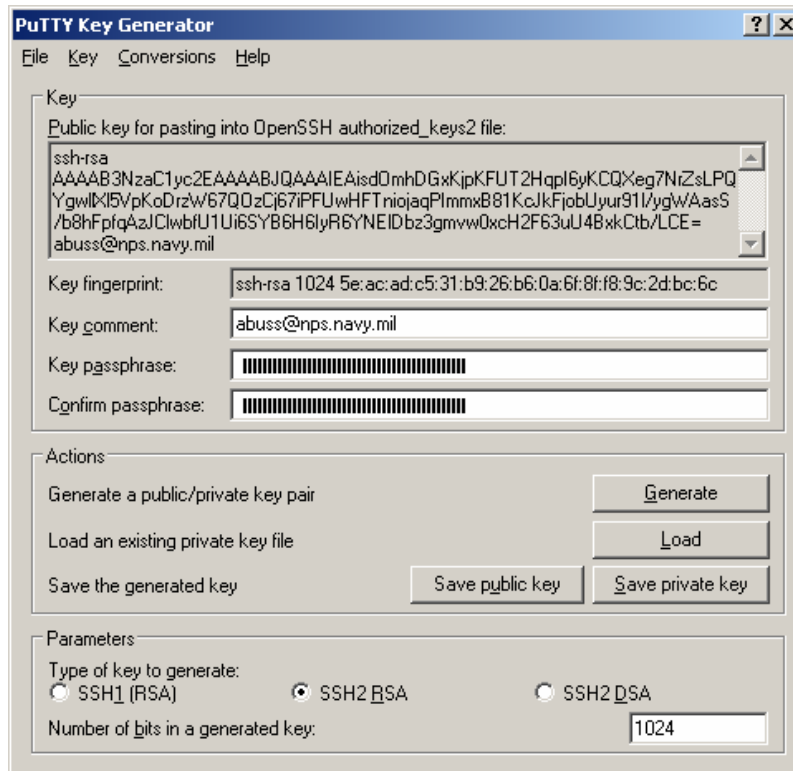 PuTTY Key Generator
File Key Conversions Help
Key
Public key for pasting into OpenSSH authorized_keys2 file:
ssh-rsa
AAAAB3NzaC1yc2EAAAABJQAAAIEAisdOmhDGxKjpKFUT2HqpI6yKCQXeg7NrZsLPQ
YgwlXI5VpKoDrzW67QOzCj67iPFUwHFTniojaqPImmxB81KcJkFjobUyur91I/ygWAasS
/b8hFpfqAzJClwbfU1Ui6SYB6H6IyR6YNEIDbz3gmvw0xcH2F63uU4BxkCtb/LCE=
abuss@nps.navy.mil
Key fingerprint: ssh-rsa 1024 5e:ac:ad:c5:31:b9:26:b6:0a:6f:8f:f8:9c:2d:bc:6c
Key comment: abuss@nps.navy.mil
Key passphrase:
Confirm passphrase:
Actions
Generate a public/private key pair Generate
Load an existing private key file Load
Save the generated key Save public key Save private key
Parameters
Type of key to generate:
SSH1 (RSA) SSH2 RSA SSH2 DSA
Number of bits in a generated key: 1024